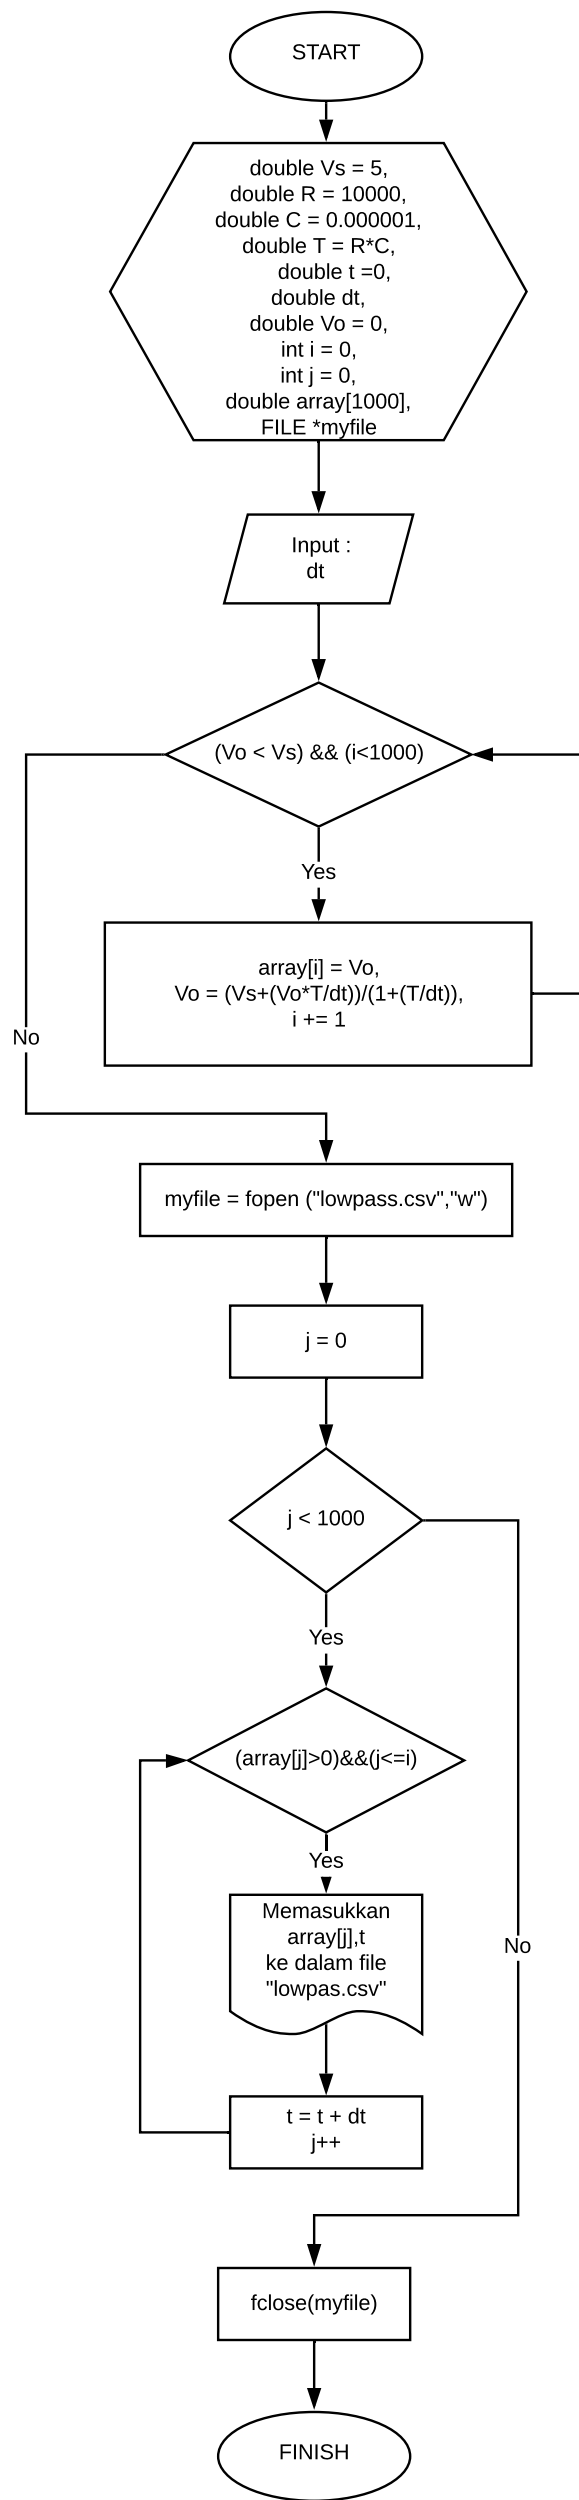 START
double Vs = 5,
double R = 10000,
double C = 0.000001,
double T = R*C,
double t =0,
double dt,
double Vo = 0,
int i = 0,
int j = 0,
double array[1000],
FILE *myfile
Input :
dt
(Vo < Vs) && (i<1000)
Yes
array[i] = Vo,
Vo = (Vs+(Vo*T/dt))/(1+(T/dt)),
i += 1
No
myfile = fopen ("lowpass.csv","w")
j = 0
j < 1000
Yes
(array[j]>0)&&(j<=i)
Yes
Memasukkan
array[j],t
ke dalam file
"lowpas.csv"
No
t = t + dt
j++
fclose(myfile)
FINISH